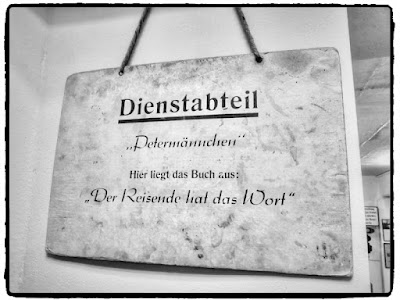 Dienstabteil
„Petermännchen“
Hier liegt das Buch aus:
„Der Reisende hat das Wort“